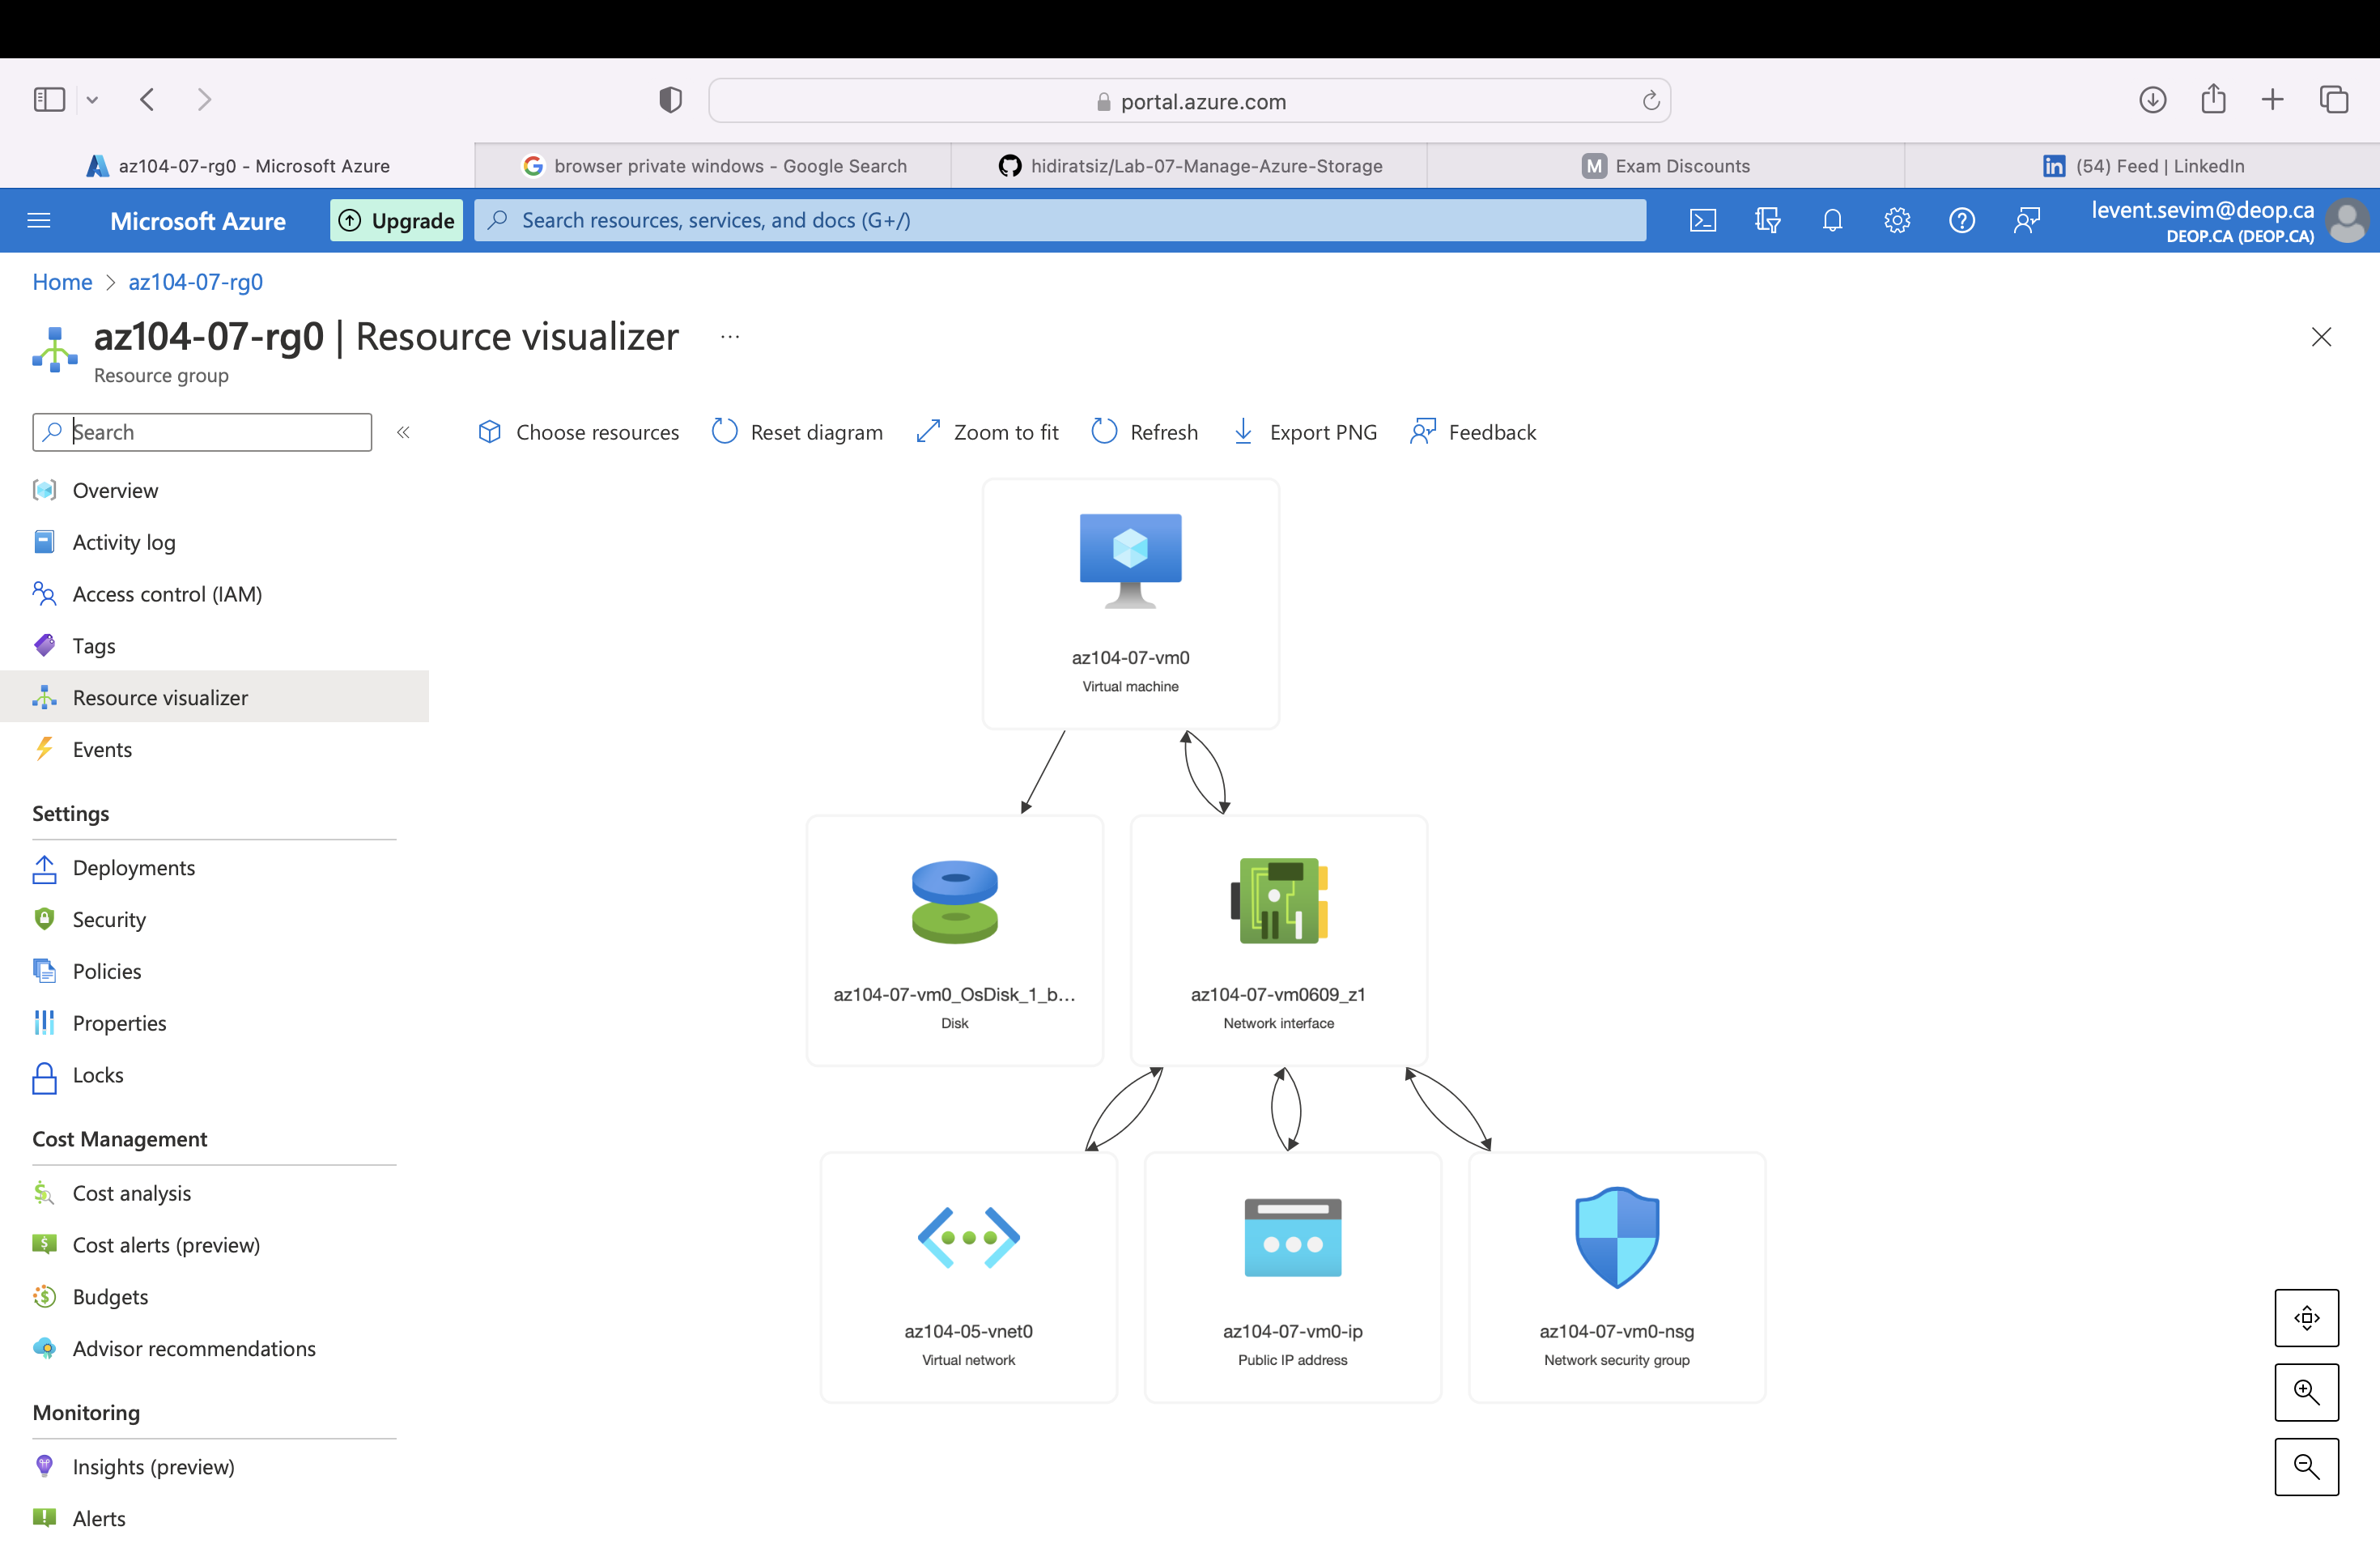 portal.azure.com
az104-07-rg0 - Microsoft Azure
browser private windows - Google Search
hidiratsiz/Lab-07-Manage-Azure-Storage
M Exam Discounts
in (54) Feed | LinkedIn
Microsoft Azure
Upgrade
Search resources, services, and docs (G+/)
levent.sevim@deop.ca
DEOP.CA (DEOP.CA)
Home > az104-07-rg0
az104-07-rg0 | Resource visualizer ...
Resource group
Search
«
Choose resources
Reset diagram
Zoom to fit
Refresh
Export PNG
Feedback
Overview
Activity log
Access control (IAM)
Tags
Resource visualizer
Events
Settings
Deployments
Security
Policies
Properties
Locks
Cost Management
Cost analysis
Cost alerts (preview)
Budgets
Advisor recommendations
Monitoring
Insights (preview)
Alerts
az104-07-vm0
Virtual machine
az104-07-vm0_OsDisk_1_b...
Disk
az104-07-vm0609_z1
Network interface
az104-05-vnet0
Virtual network
az104-07-vm0-ip
Public IP address
az104-07-vm0-nsg
Network security group